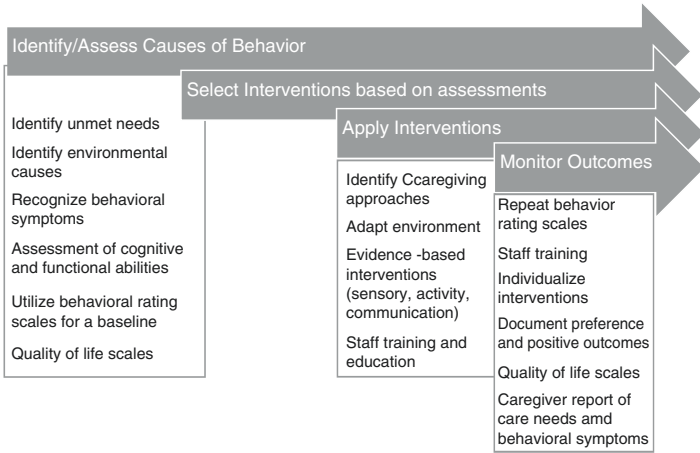 Identify/Assess Causes of Behavior
Select Interventions based on assessments
Apply Interventions
Monitor Outcomes
Identify unmet needs
Identify environmental
causes
Recognize behavioral
symptoms
Assessment of cognitive
and functional abilities
Utilize behavioral rating
scales for a baseline
Quality of life scales
Identify Ccaregiving
approaches
Adapt environment
Evidence -based
interventions
(sensory, activity,
communication)
Staff training and
education
Repeat behavior
rating scales
Staff training
Individualize
interventions
Document preference
and positive outcomes
Quality of life scales
Caregiver report of
care needs amd
behavioral symptoms